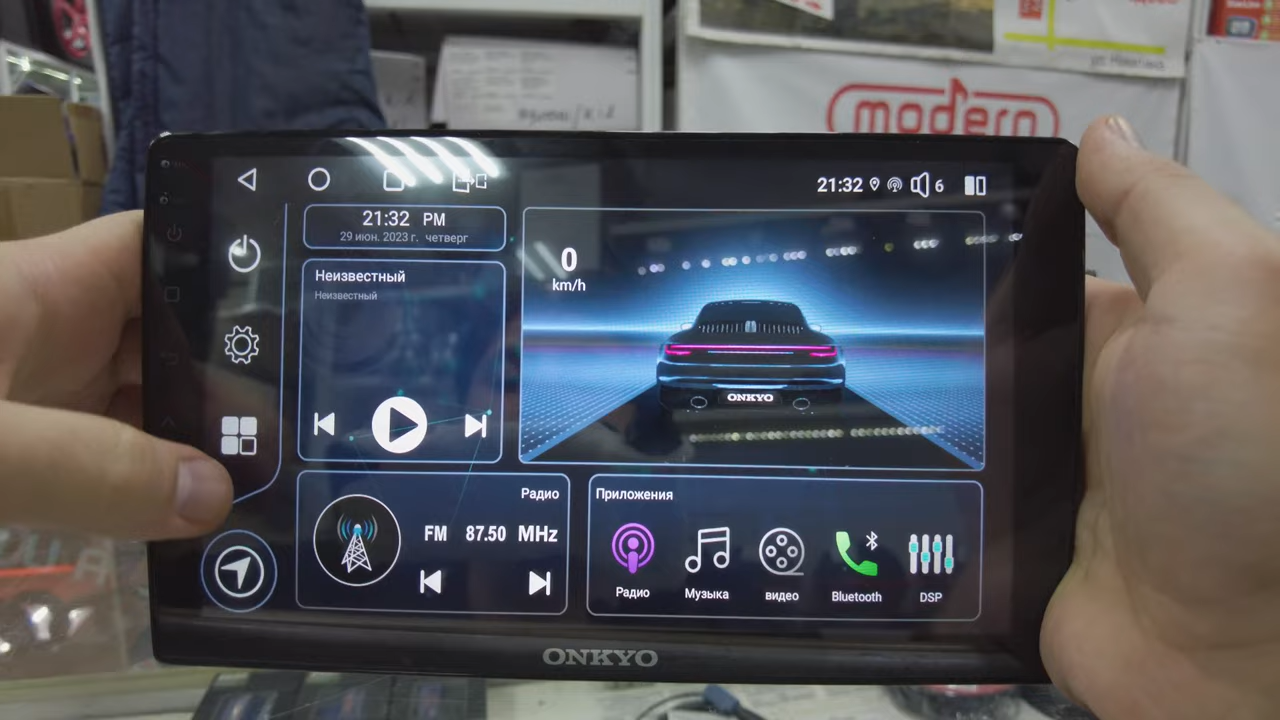 modern
21:32
6
21:32 PM
29 июн. 2023 г. четверг
Неизвестный
Неизвестный
0
km/h
ONKYO
Радио
FM 87.50 MHz
Приложения
Радио
Музыка
видео
Bluetooth
DSP
ONKYO